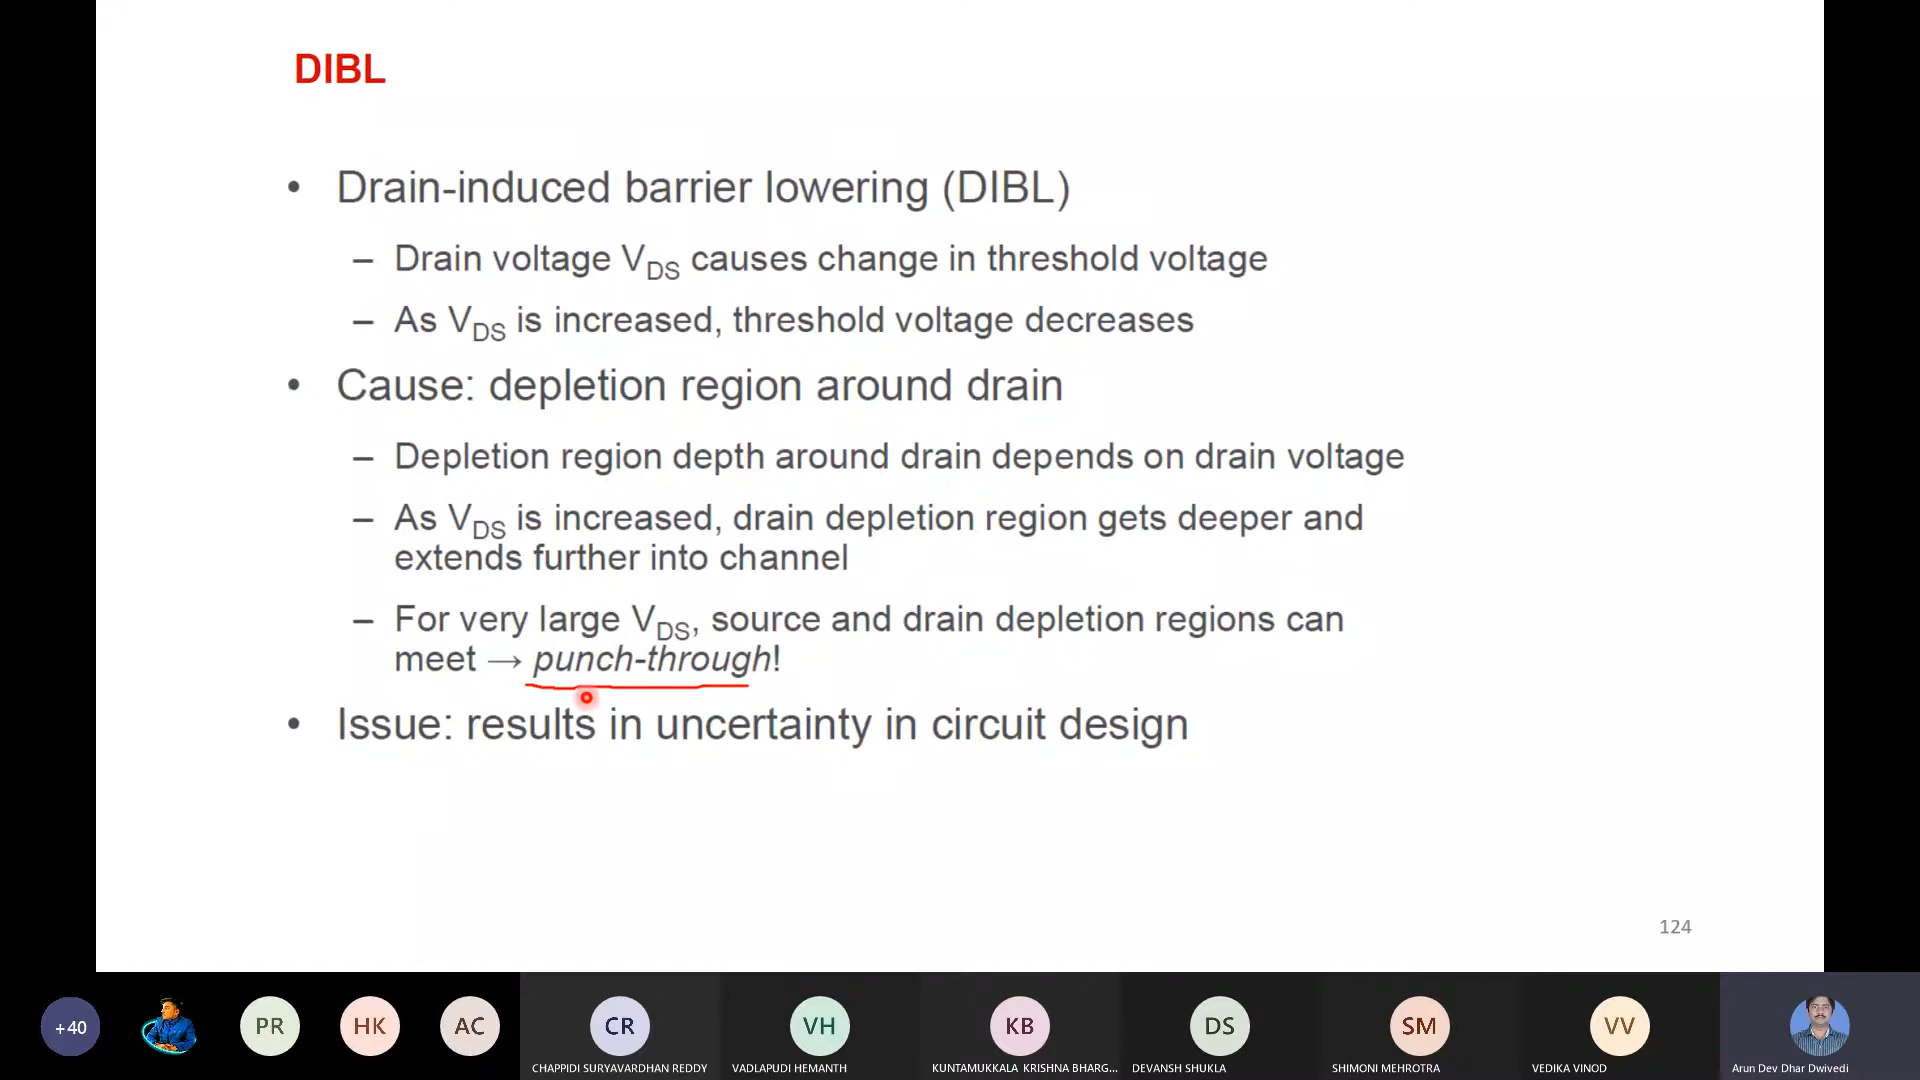 DIBL
• Drain-induced barrier lowering (DIBL)
– Drain voltage VDS causes change in threshold voltage
– As VDS is increased, threshold voltage decreases
• Cause: depletion region around drain
– Depletion region depth around drain depends on drain voltage
– As VDS is increased, drain depletion region gets deeper and
extends further into channel
– For very large VDS, source and drain depletion regions can
meet → punch-through!
• Issue: results in uncertainty in circuit design
124
+40
PR
HK
AC
CR
VH
KB
DS
SM
VV
CHAPPIDI SURYAVARDHAN REDDY
VADLAPUDI HEMANTH
KUNTAMUKKALA KRISHNA BHARG...
DEVANSH SHUKLA
SHIMONI MEHROTRA
VEDIKA VINOD
Arun Dev Dhar Dwivedi